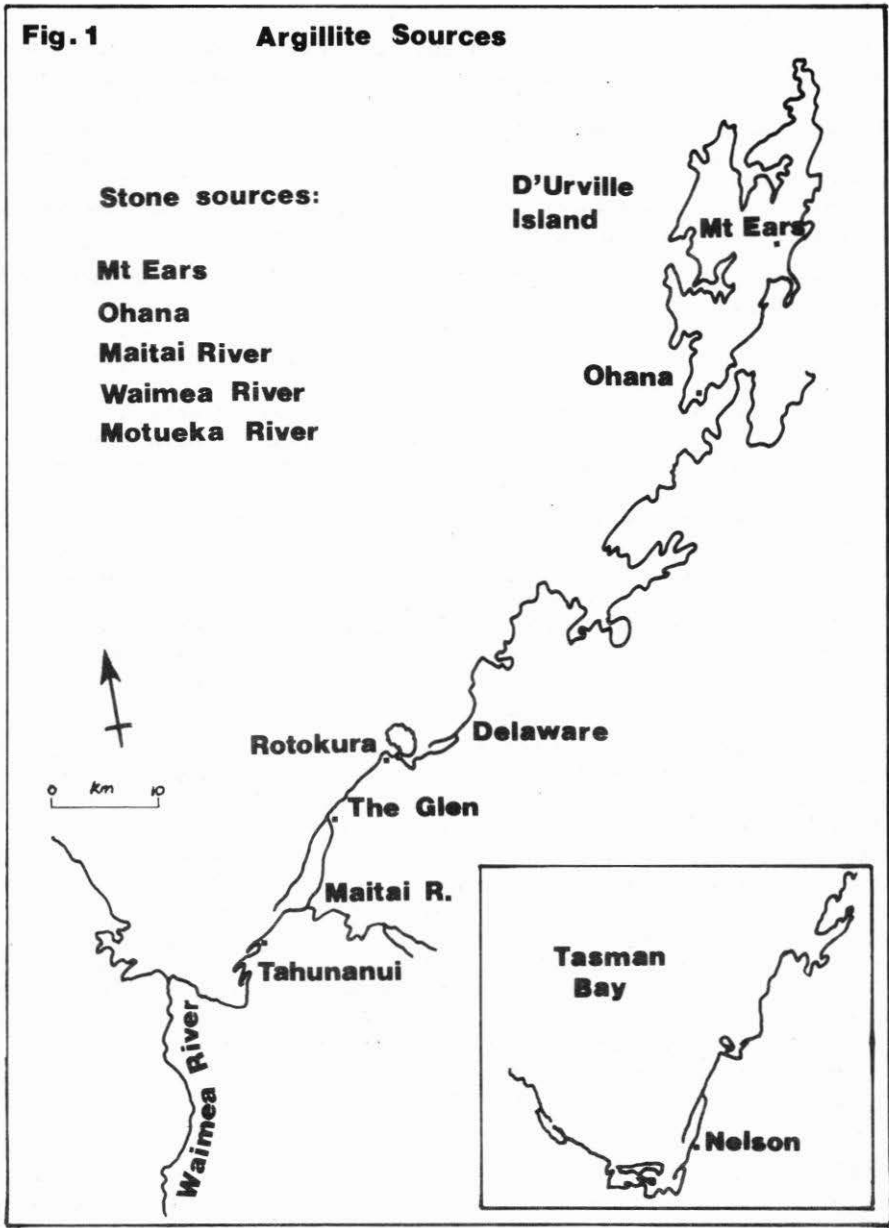 Fig. 1 Argillite Sources
Stone sources:
Mt Ears
Ohana
Maitai River
Waimea River
Motueka River
D'Urville
Island
Mt Ears
Ohana
Delaware
Rotokura
0 km 10
The Glen
Maitai R.
Tahunanui
Waimea River
Tasman
Bay
Nelson